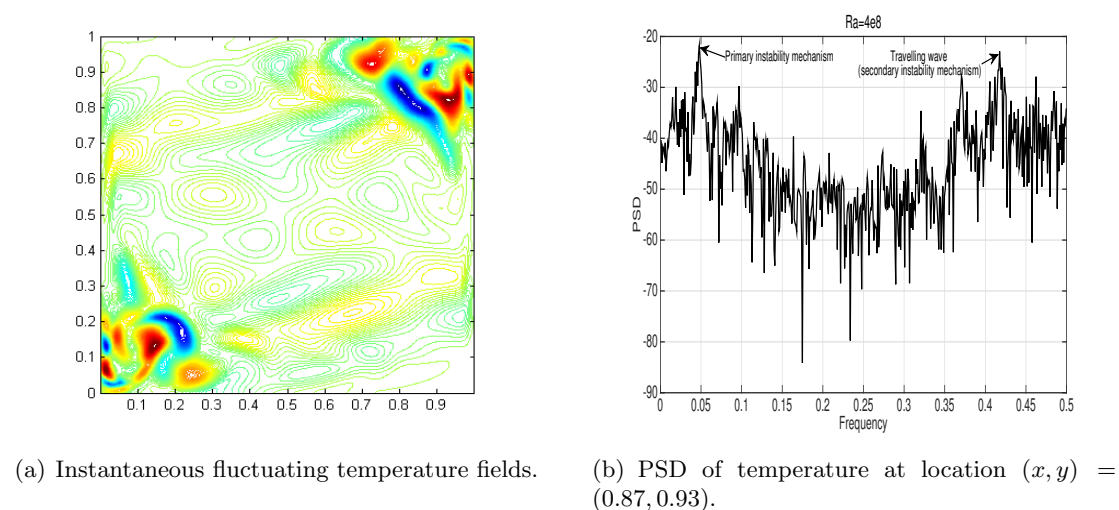 1
0.9
0.8
0.7
0.6
0.5
0.4
0.3
0.2
0.1
0
0.1 0.2 0.3 0.4 0.5 0.6 0.7 0.8 0.9
(a) Instantaneous fluctuating temperature fields.
Ra=4e8
-20
-30
-40
-50
-60
-70
-80
-90
PSD
Primary instability mechanism
Travelling wave
(secondary instability mechanism)
0 0.05 0.1 0.15 0.2 0.25 0.3 0.35 0.4 0.45 0.5
Frequency
(b) PSD of temperature at location (x, y) =
(0.87, 0.93).